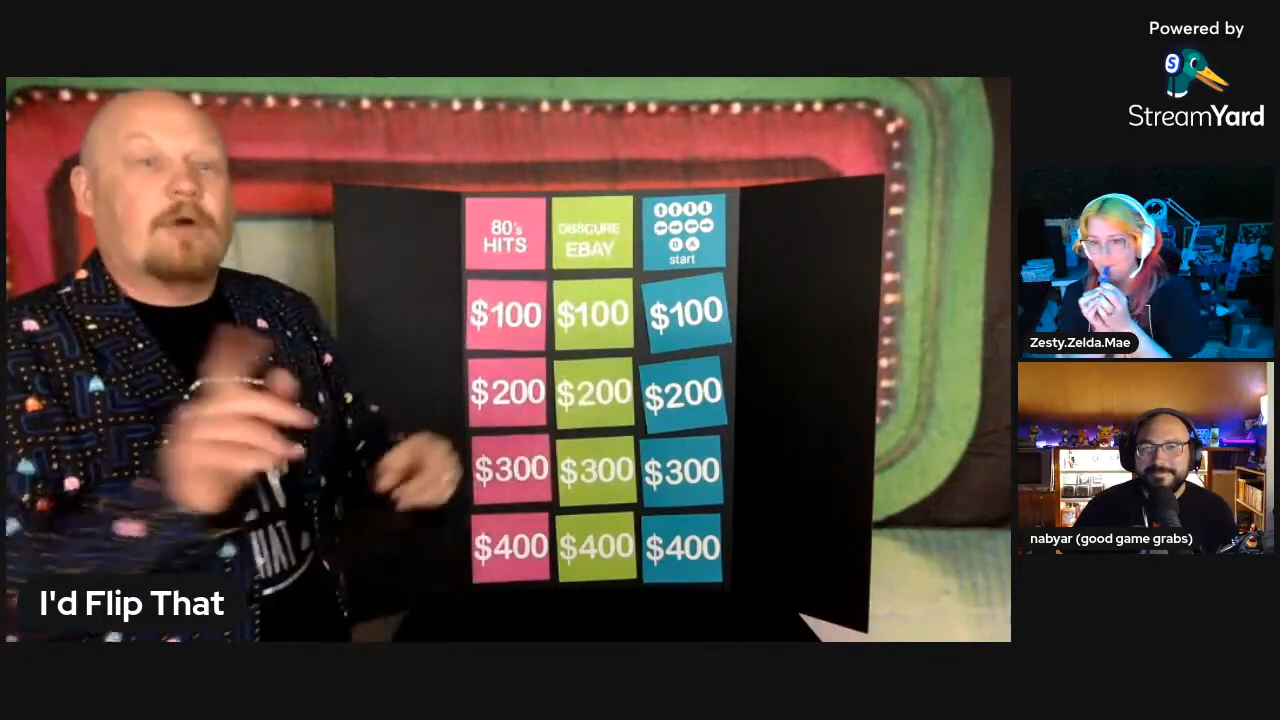 Powered by
StreamYard
80's
HITS
OBSCURE
EBAY
B A
start
$100 $100 $100
$200 $200 $200
$300 $300 $300
$400 $400 $400
HAT
I'd Flip That
Zesty.Zelda.Mae
nabyar (good game grabs)